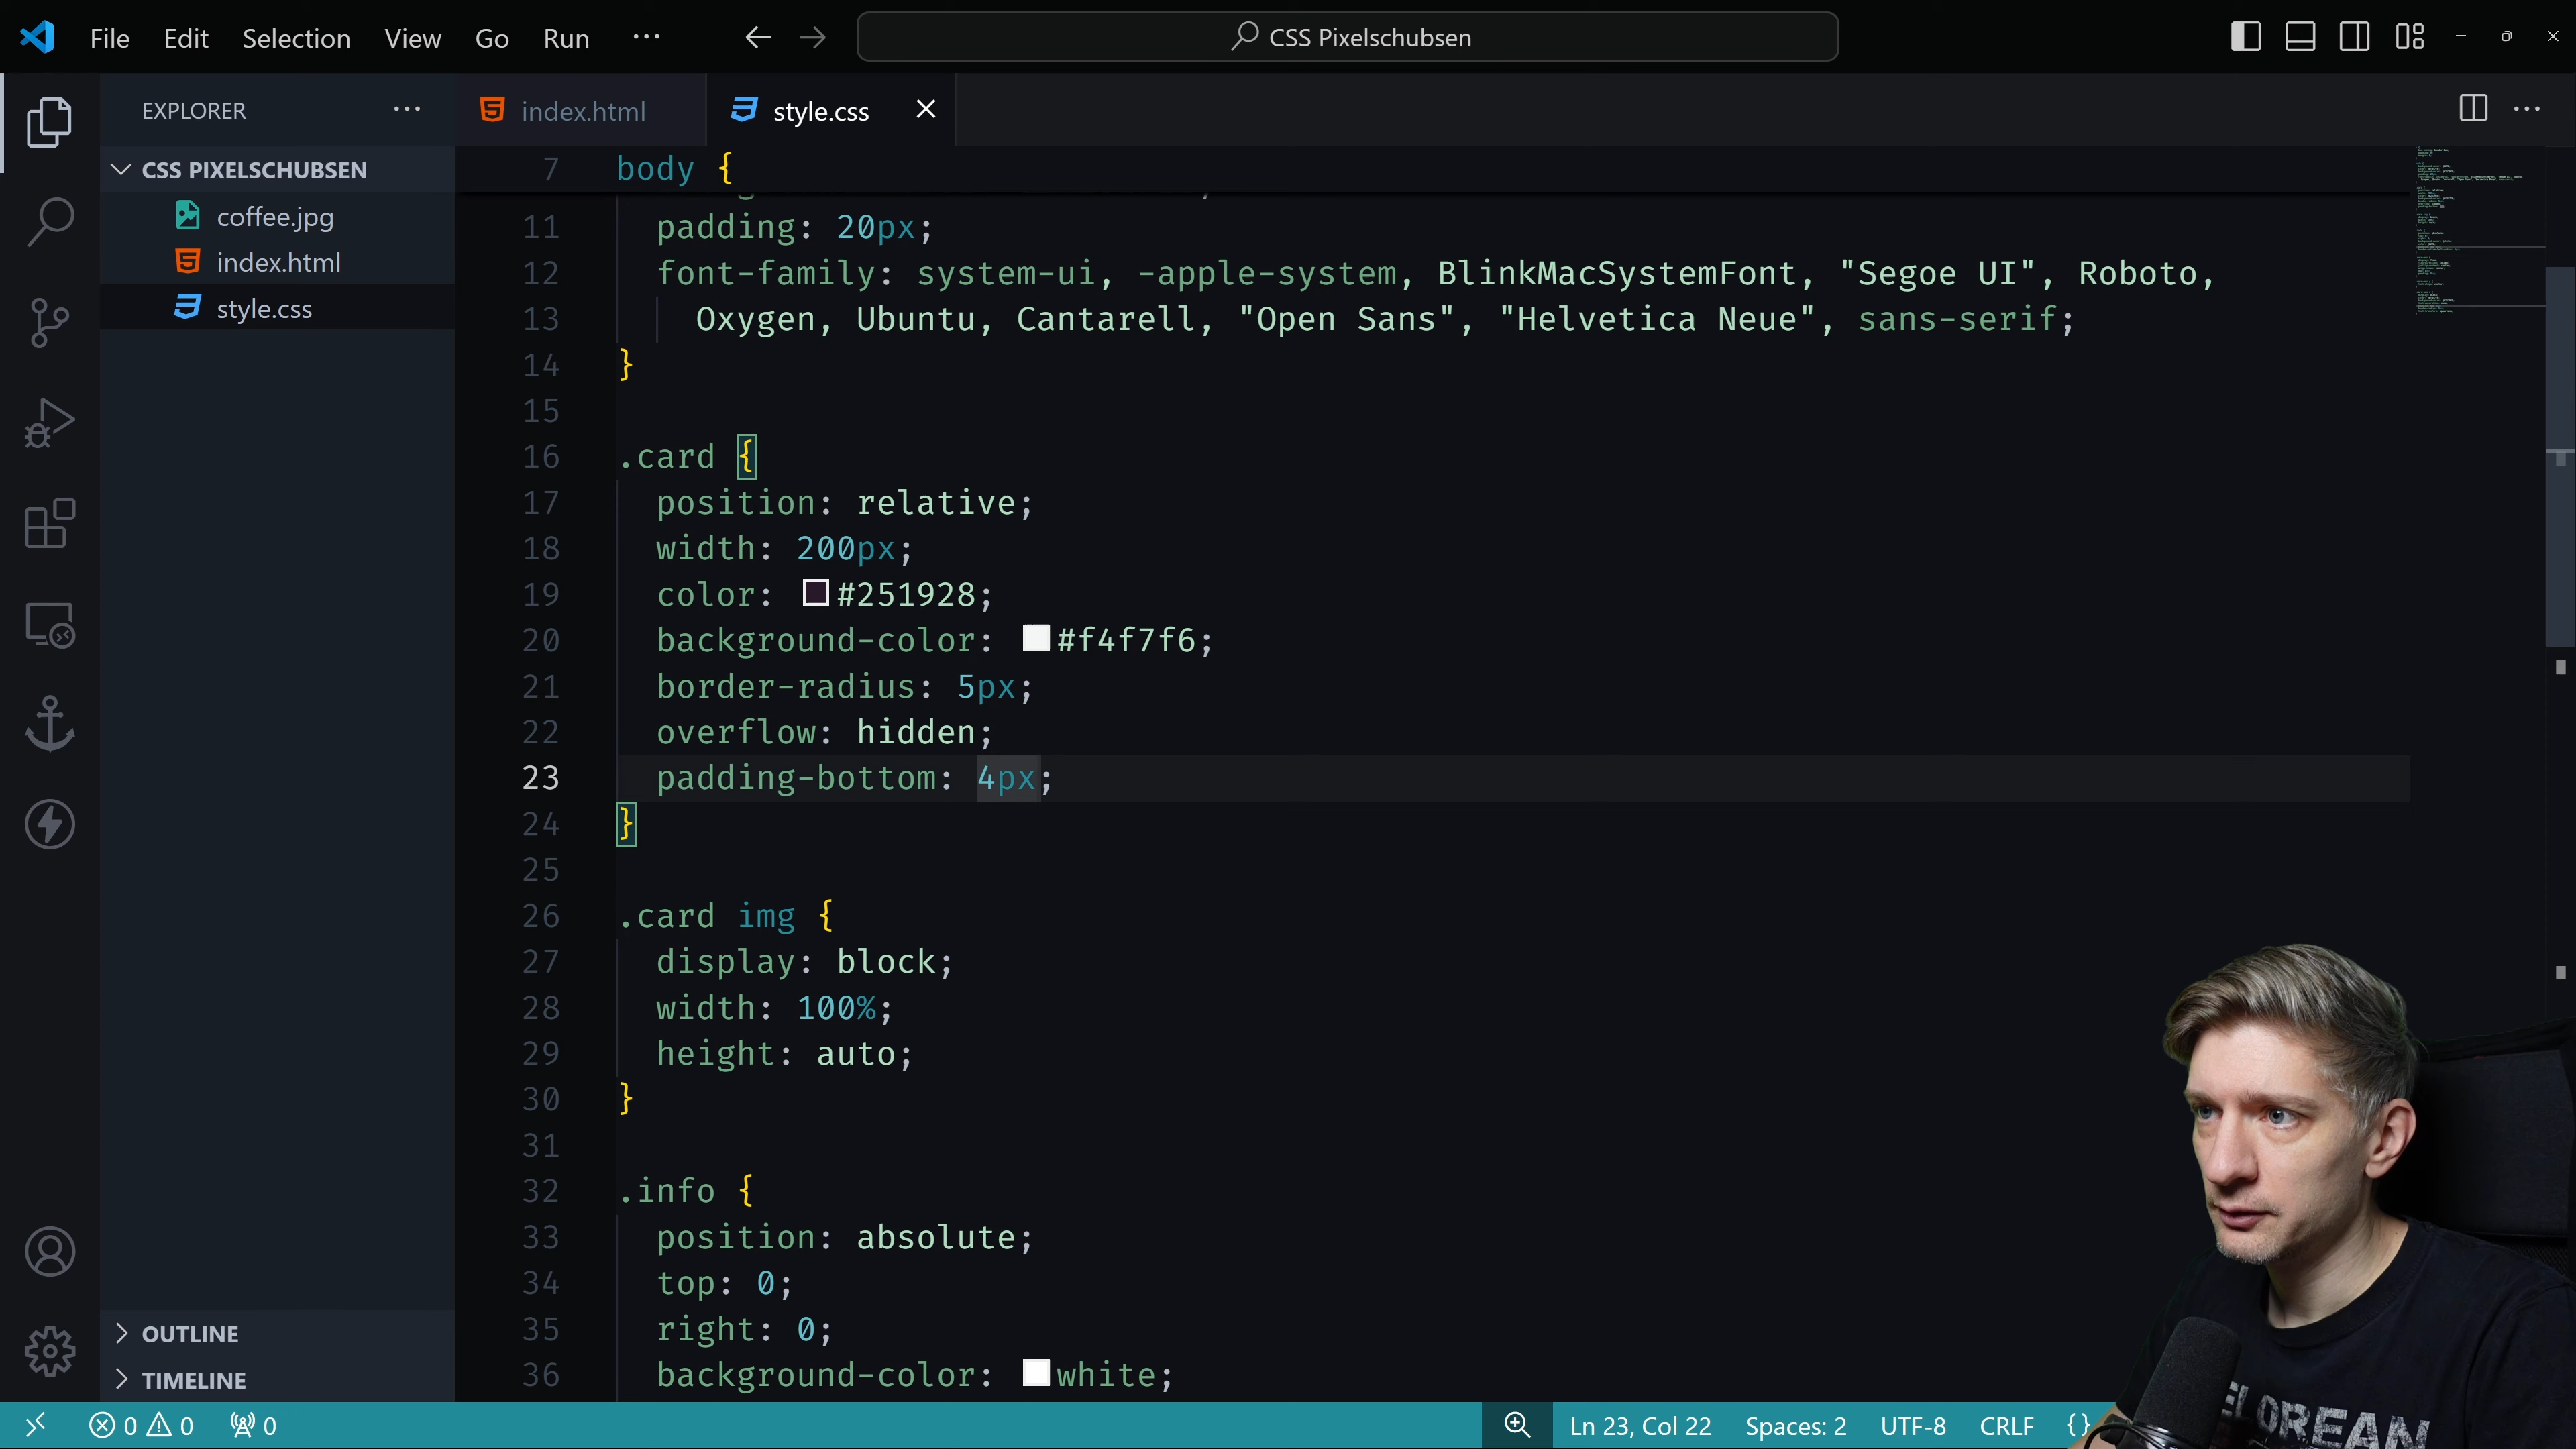 File Edit Selection View Go Run ··· CSS Pixelschubsen
EXPLORER ···
index.html
style.css
CSS PIXELSCHUBSEN
coffee.jpg
index.html
style.css
OUTLINE
TIMELINE
7 body {
11 padding: 20px;
12 font-family: system-ui, -apple-system, BlinkMacSystemFont, "Segoe UI", Roboto,
13 Oxygen, Ubuntu, Cantarell, "Open Sans", "Helvetica Neue", sans-serif;
14 }
15
16 .card {
17 position: relative;
18 width: 200px;
19 color: #251928;
20 background-color: #f4f7f6;
21 border-radius: 5px;
22 overflow: hidden;
23 padding-bottom: 4px;
24 }
25
26 .card img {
27 display: block;
28 width: 100%;
29 height: auto;
30 }
31
32 .info {
33 position: absolute;
34 top: 0;
35 right: 0;
36 background-color: white;
0 0 0 Ln 23, Col 22 Spaces: 2 UTF-8 CRLF {}